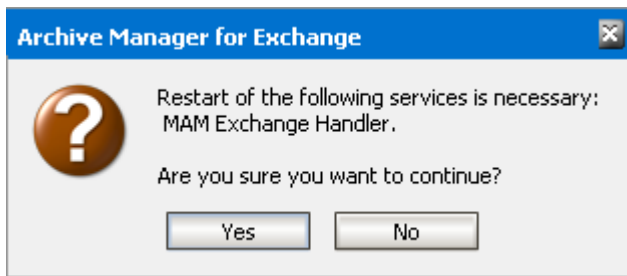 Archive Manager for Exchange
Restart of the following services is necessary:
MAM Exchange Handler.
Are you sure you want to continue?
Yes
No